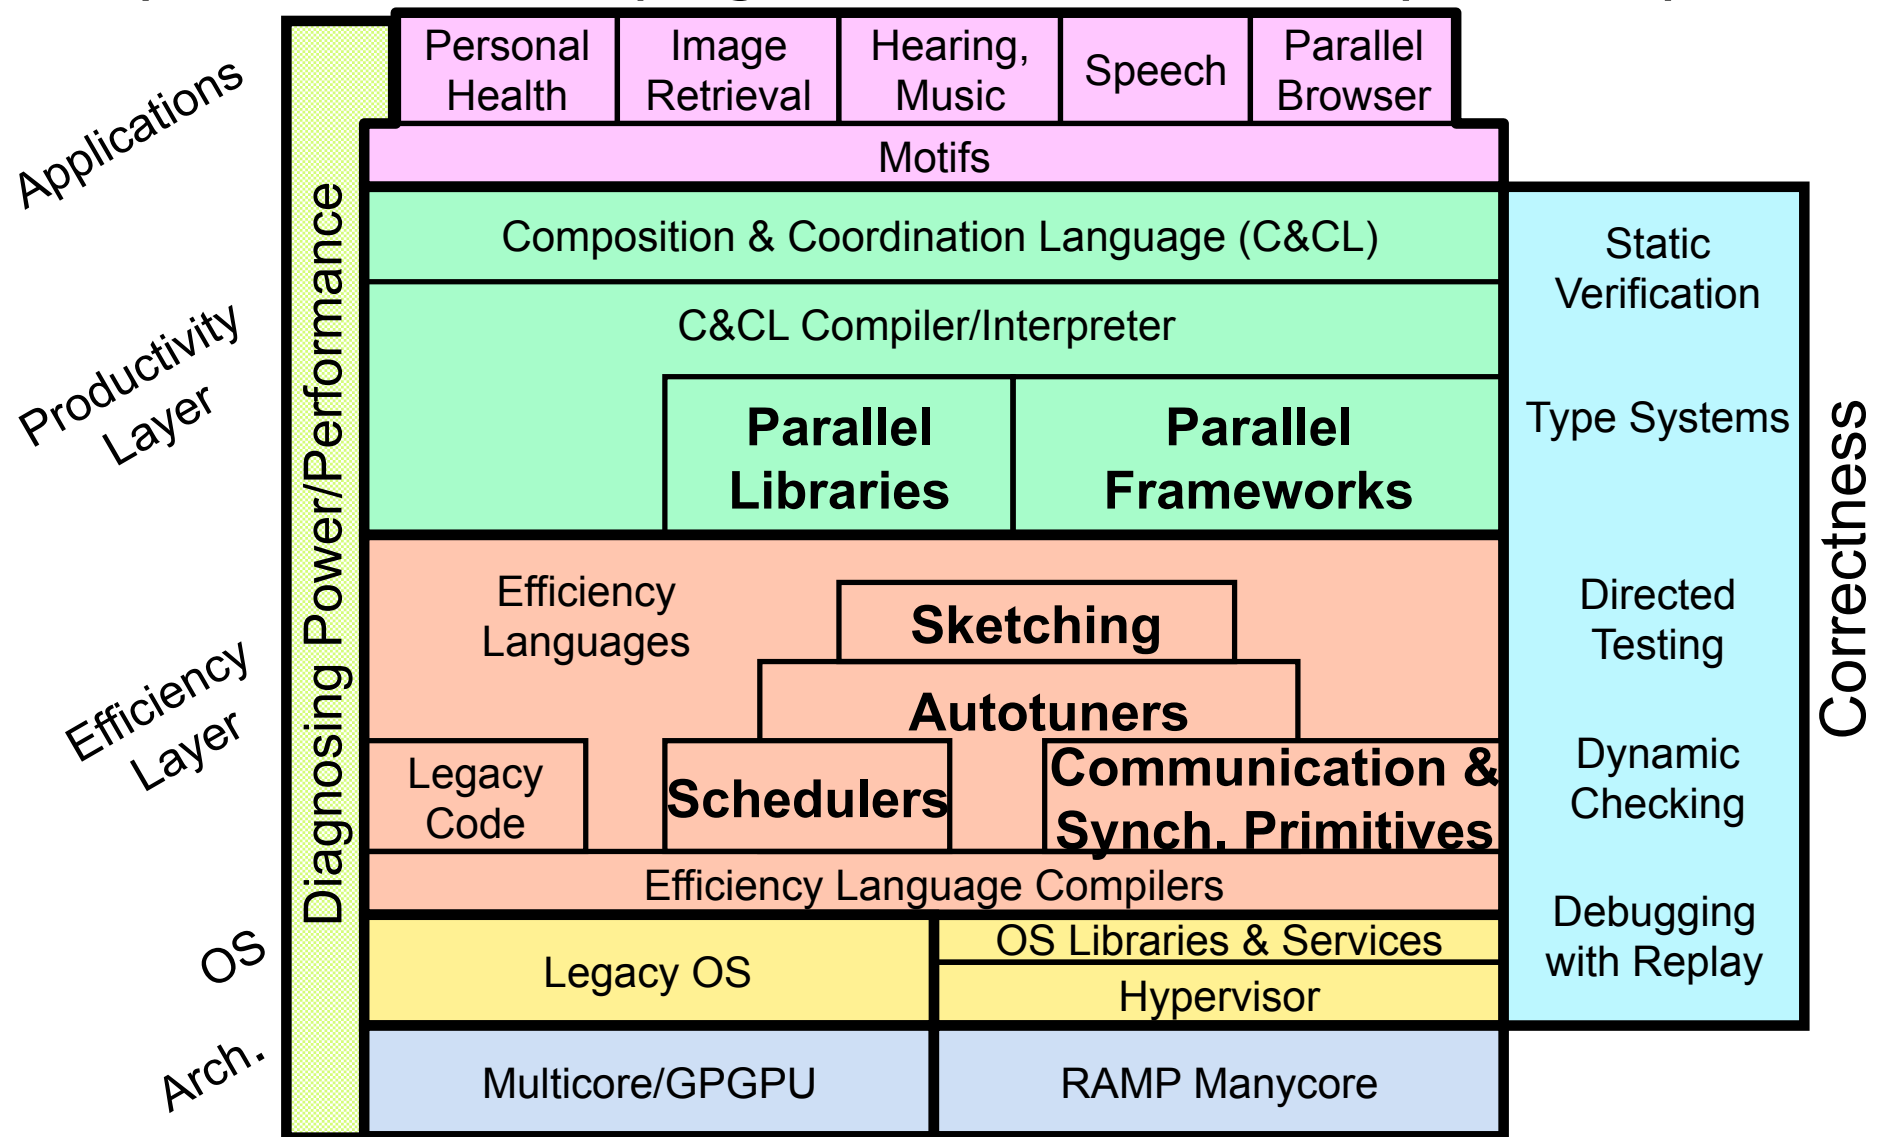 Applications
Personal
Health
Image
Retrieval
Hearing,
Music
Speech
Parallel
Browser
Motifs
Diagnosing Power/Performance
Productivity
Layer
Composition & Coordination Language (C&CL)
C&CL Compiler/Interpreter
Parallel
Libraries
Parallel
Frameworks
Efficiency
Layer
Efficiency
Languages
Sketching
Autotuners
Legacy
Code
Schedulers
Communication &
Synch. Primitives
Efficiency Language Compilers
OS
Legacy OS
OS Libraries & Services
Hypervisor
Arch.
Multicore/GPGPU
RAMP Manycore
Static
Verification
Type Systems
Directed
Testing
Dynamic
Checking
Debugging
with Replay
Correctness